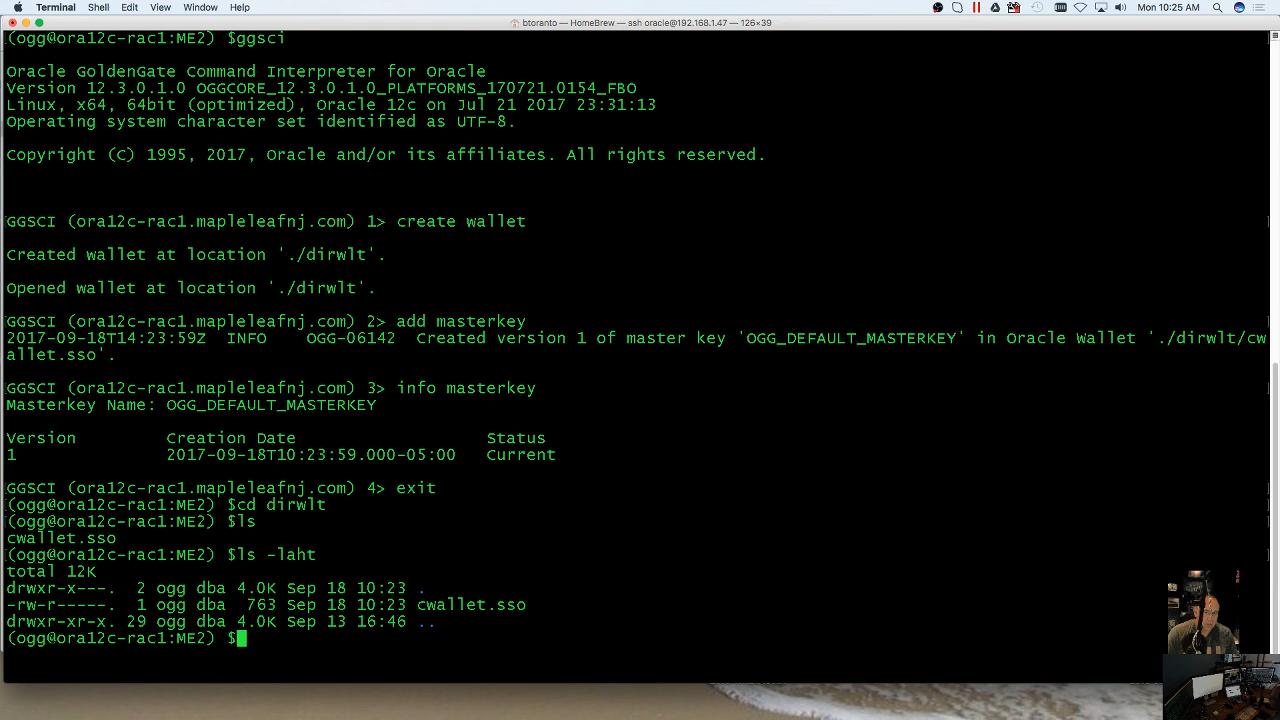 Terminal Shell Edit View Window Help Mon 10:25 AM
btoranto — HomeBrew — ssh oracle@192.168.1.47 — 126×39
(ogg@ora12c-rac1:ME2) $ggsci
Oracle GoldenGate Command Interpreter for Oracle
Version 12.3.0.1.0 OGGCORE_12.3.0.1.0_PLATFORMS_170721.0154_FBO
Linux, x64, 64bit (optimized), Oracle 12c on Jul 21 2017 23:31:13
Operating system character set identified as UTF-8.
Copyright (C) 1995, 2017, Oracle and/or its affiliates. All rights reserved.
GGSCI (ora12c-rac1.mapleleafnj.com) 1> create wallet
Created wallet at location './dirwlt'.
Opened wallet at location './dirwlt'.
GGSCI (ora12c-rac1.mapleleafnj.com) 2> add masterkey
2017-09-18T14:23:59Z  INFO    OGG-06142  Created version 1 of master key 'OGG_DEFAULT_MASTERKEY' in Oracle Wallet './dirwlt/cw
allet.sso'.
GGSCI (ora12c-rac1.mapleleafnj.com) 3> info masterkey
Masterkey Name: OGG_DEFAULT_MASTERKEY
Version         Creation Date                   Status
1               2017-09-18T10:23:59.000-05:00   Current
GGSCI (ora12c-rac1.mapleleafnj.com) 4> exit
(ogg@ora12c-rac1:ME2) $cd dirwlt
(ogg@ora12c-rac1:ME2) $ls
cwallet.sso
(ogg@ora12c-rac1:ME2) $ls -laht
total 12K
drwxr-x---.  2 ogg dba 4.0K Sep 18 10:23 .
-rw-r-----.  1 ogg dba  763 Sep 18 10:23 cwallet.sso
drwxr-xr-x. 29 ogg dba 4.0K Sep 13 16:46 ..
(ogg@ora12c-rac1:ME2) $